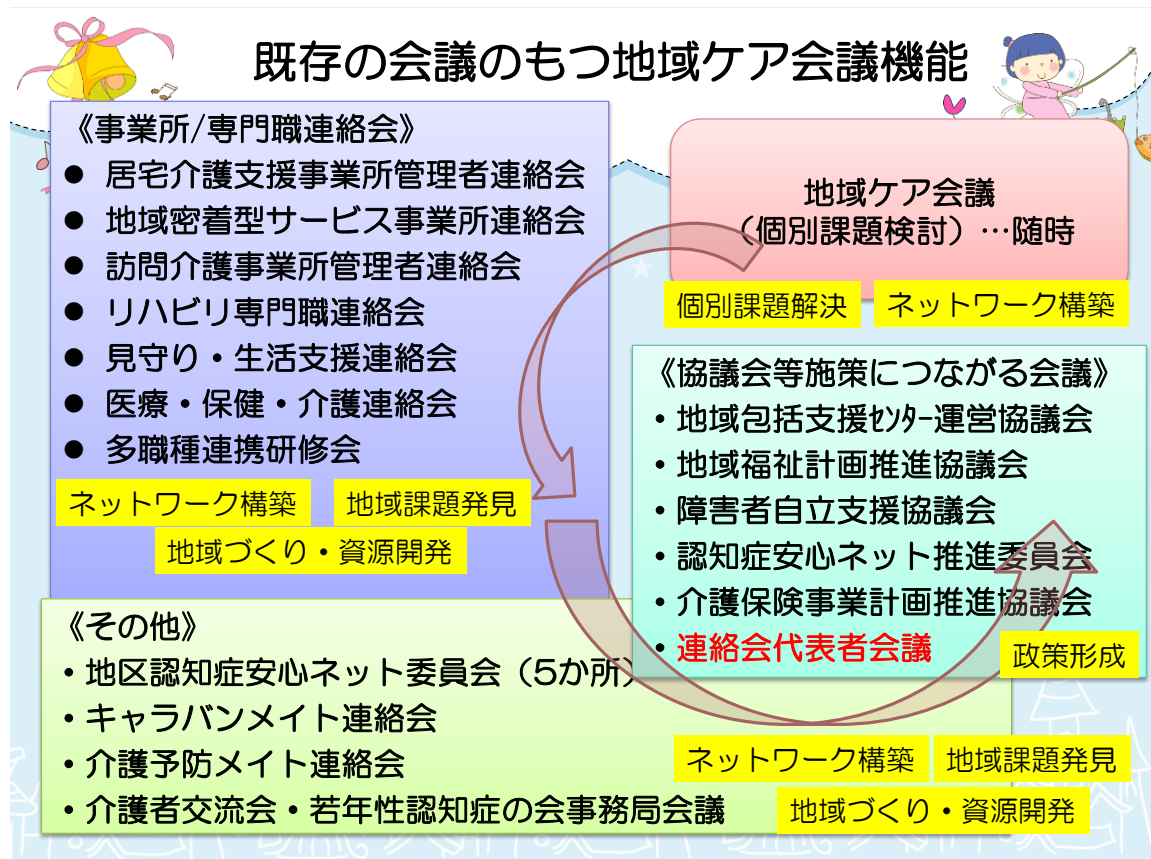 既存の会議のもつ地域ケア会議機能
《事業所/専門職連絡会》
● 居宅介護支援事業所管理者連絡会
● 地域密着型サービス事業所連絡会
● 訪問介護事業所管理者連絡会
● リハビリ専門職連絡会
● 見守り・生活支援連絡会
● 医療・保健・介護連絡会
● 多職種連携研修会
ネットワーク構築
地域課題発見
地域づくり・資源開発
地域ケア会議
（個別課題検討）…随時
個別課題解決
ネットワーク構築
《協議会等施策につながる会議》
・地域包括支援ｾﾝﾀｰ運営協議会
・地域福祉計画推進協議会
・障害者自立支援協議会
・認知症安心ネット推進委員会
・介護保険事業計画推進協議会
・連絡会代表者会議
政策形成
《その他》
・地区認知症安心ネット委員会（5か所）
・キャラバンメイト連絡会
・介護予防メイト連絡会
・介護者交流会・若年性認知症の会事務局会議
ネットワーク構築
地域課題発見
地域づくり・資源開発